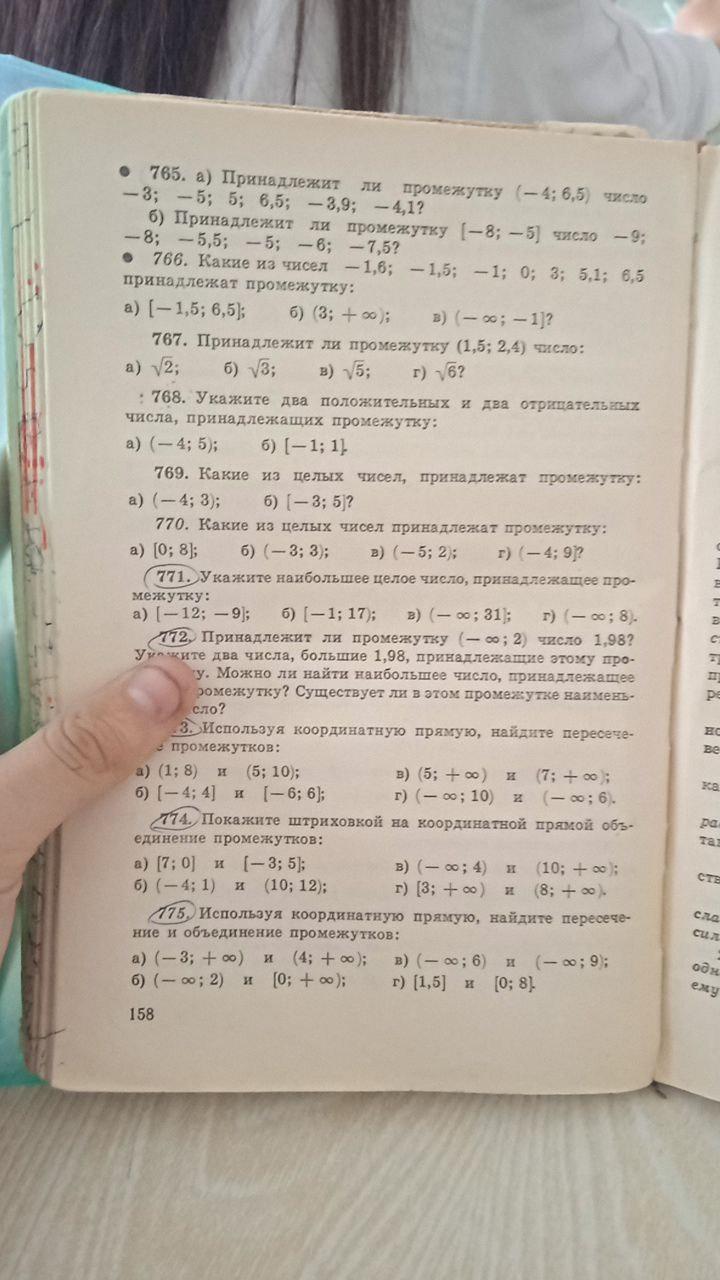 765. а) Принадлежит ли промежутку (−4; 6,5) число
−3; −5; 5; 6,5; −3,9; −4,1?
б) Принадлежит ли промежутку [−8; −5] число −9;
−8; −5,5; −5; −6; −7,5?
766. Какие из чисел −1,6; −1,5; −1; 0; 3; 5,1; 6,5
принадлежат промежутку:
а) [−1,5; 6,5]; б) (3; +∞); в) (−∞; −1]?
767. Принадлежит ли промежутку (1,5; 2,4) число:
а) √2; б) √3; в) √5; г) √6?
768. Укажите два положительных и два отрицательных
числа, принадлежащих промежутку:
а) (−4; 5); б) [−1; 1].
769. Какие из целых чисел, принадлежат промежутку:
а) (−4; 3); б) [−3; 5]?
770. Какие из целых чисел принадлежат промежутку:
а) [0; 8]; б) (−3; 3); в) (−5; 2); г) (−4; 9]?
771. Укажите наибольшее целое число, принадлежащее про-
межутку:
а) [−12; −9]; б) [−1; 17); в) (−∞; 31]; г) (−∞; 8).
772. Принадлежит ли промежутку (−∞; 2) число 1,98?
Укажите два числа, большие 1,98, принадлежащие этому про-
у. Можно ли найти наибольшее число, принадлежащее
ромежутку? Существует ли в этом промежутке наимень-
сло?
3. Используя координатную прямую, найдите пересече-
е промежутков:
а) (1; 8) и (5; 10); в) (5; +∞) и (7; +∞);
б) [−4; 4] и [−6; 6]; г) (−∞; 10) и (−∞; 6).
774. Покажите штриховкой на координатной прямой объ-
единение промежутков:
а) [7; 0] и [−3; 5]; в) (−∞; 4) и (10; +∞);
б) (−4; 1) и (10; 12); г) [3; +∞) и (8; +∞).
775. Используя координатную прямую, найдите пересече-
ние и объединение промежутков:
а) (−3; +∞) и (4; +∞); в) (−∞; 6) и (−∞; 9);
б) (−∞; 2) и [0; +∞); г) [1,5] и [0; 8].
158